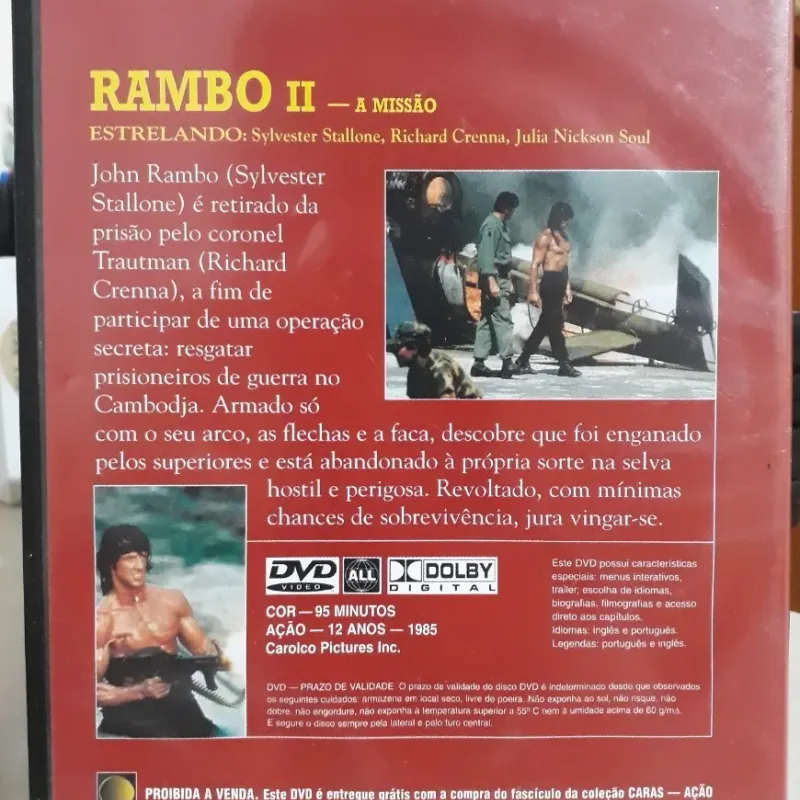 RAMBO II — A MISSÃO
ESTRELANDO: Sylvester Stallone, Richard Crenna, Julia Nickson Soul
John Rambo (Sylvester
Stallone) é retirado da
prisão pelo coronel
Trautman (Richard
Crenna), a fim de
participar de uma operação
secreta: resgatar
prisioneiros de guerra no
Cambodja. Armado só
com o seu arco, as flechas e a faca, descobre que foi enganado
pelos superiores e está abandonado à própria sorte na selva
hostil e perigosa. Revoltado, com mínimas
chances de sobrevivência, jura vingar-se.
DVD VIDEO ALL DOLBY DIGITAL
COR — 95 MINUTOS
AÇÃO — 12 ANOS — 1985
Carolco Pictures Inc.
Este DVD possui características
especiais: menus interativos,
trailer, escolha de idiomas,
biografias, filmografias e acesso
direto aos capítulos.
Idiomas: inglês e português.
Legendas: português e inglês.
DVD — PRAZO DE VALIDADE O prazo de validade do disco DVD é indeterminado desde que observados
os seguintes cuidados: armazene em local seco, livre de poeira. Não exponha ao sol, não risque, não
dobre, não engordure, não exponha à temperatura superior a 55º C nem à umidade acima de 60 g/m3.
E segure o disco sempre pela lateral e pelo furo central.
PROIBIDA A VENDA. Este DVD é entregue grátis com a compra do fascículo da coleção CARAS — AÇÃO